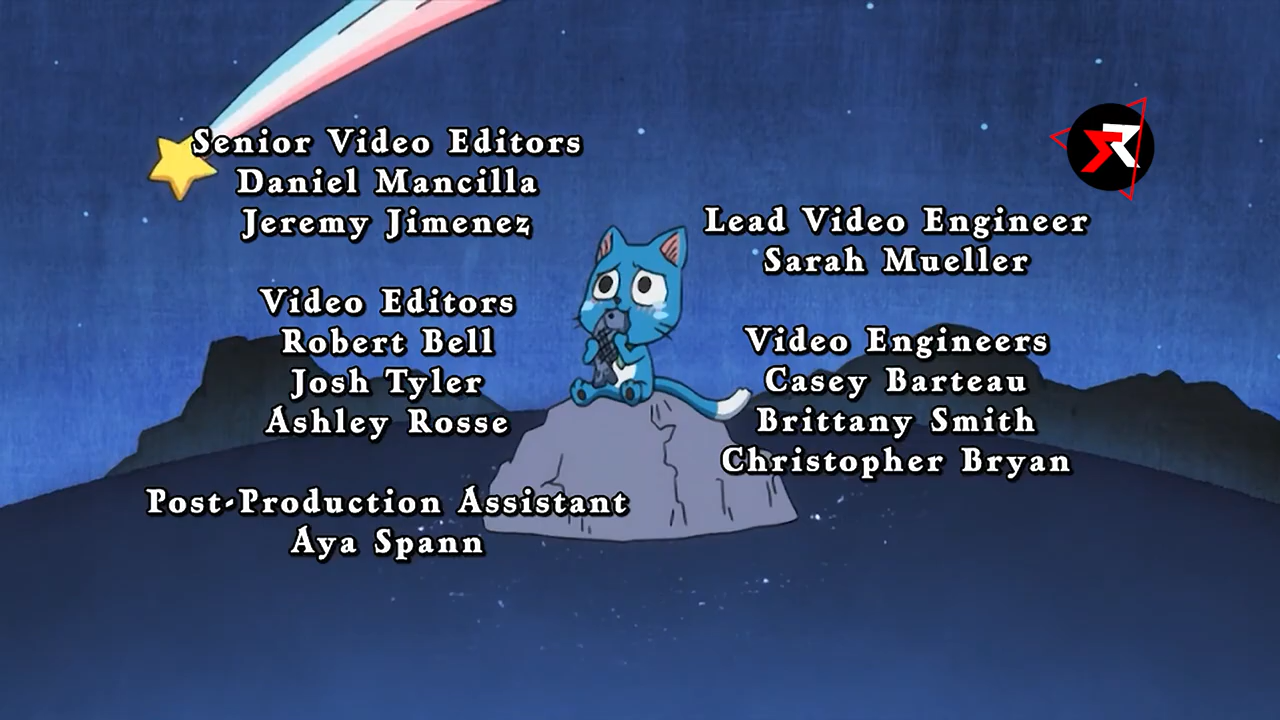 Senior Video Editors
Daniel Mancilla
Jeremy Jimenez
Video Editors
Robert Bell
Josh Tyler
Ashley Rosse
Post-Production Assistant
Aya Spann
Lead Video Engineer
Sarah Mueller
Video Engineers
Casey Barteau
Brittany Smith
Christopher Bryan